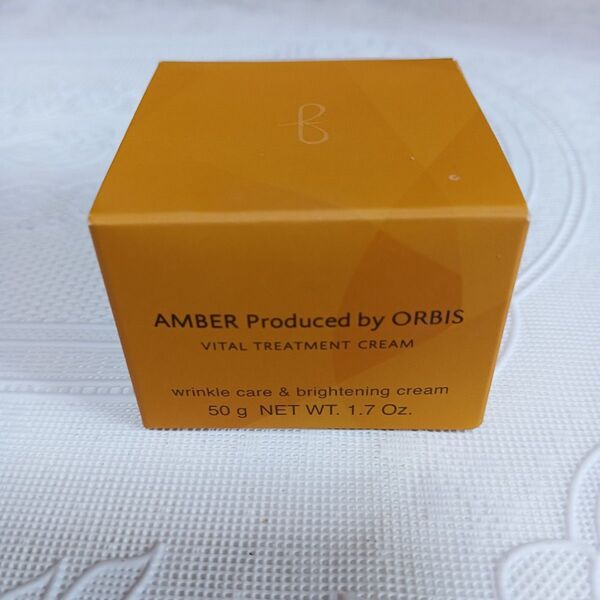 AMBER Produced by ORBIS
VITAL TREATMENT CREAM
wrinkle care & brightening cream
50 g NET WT. 1.7 Oz.